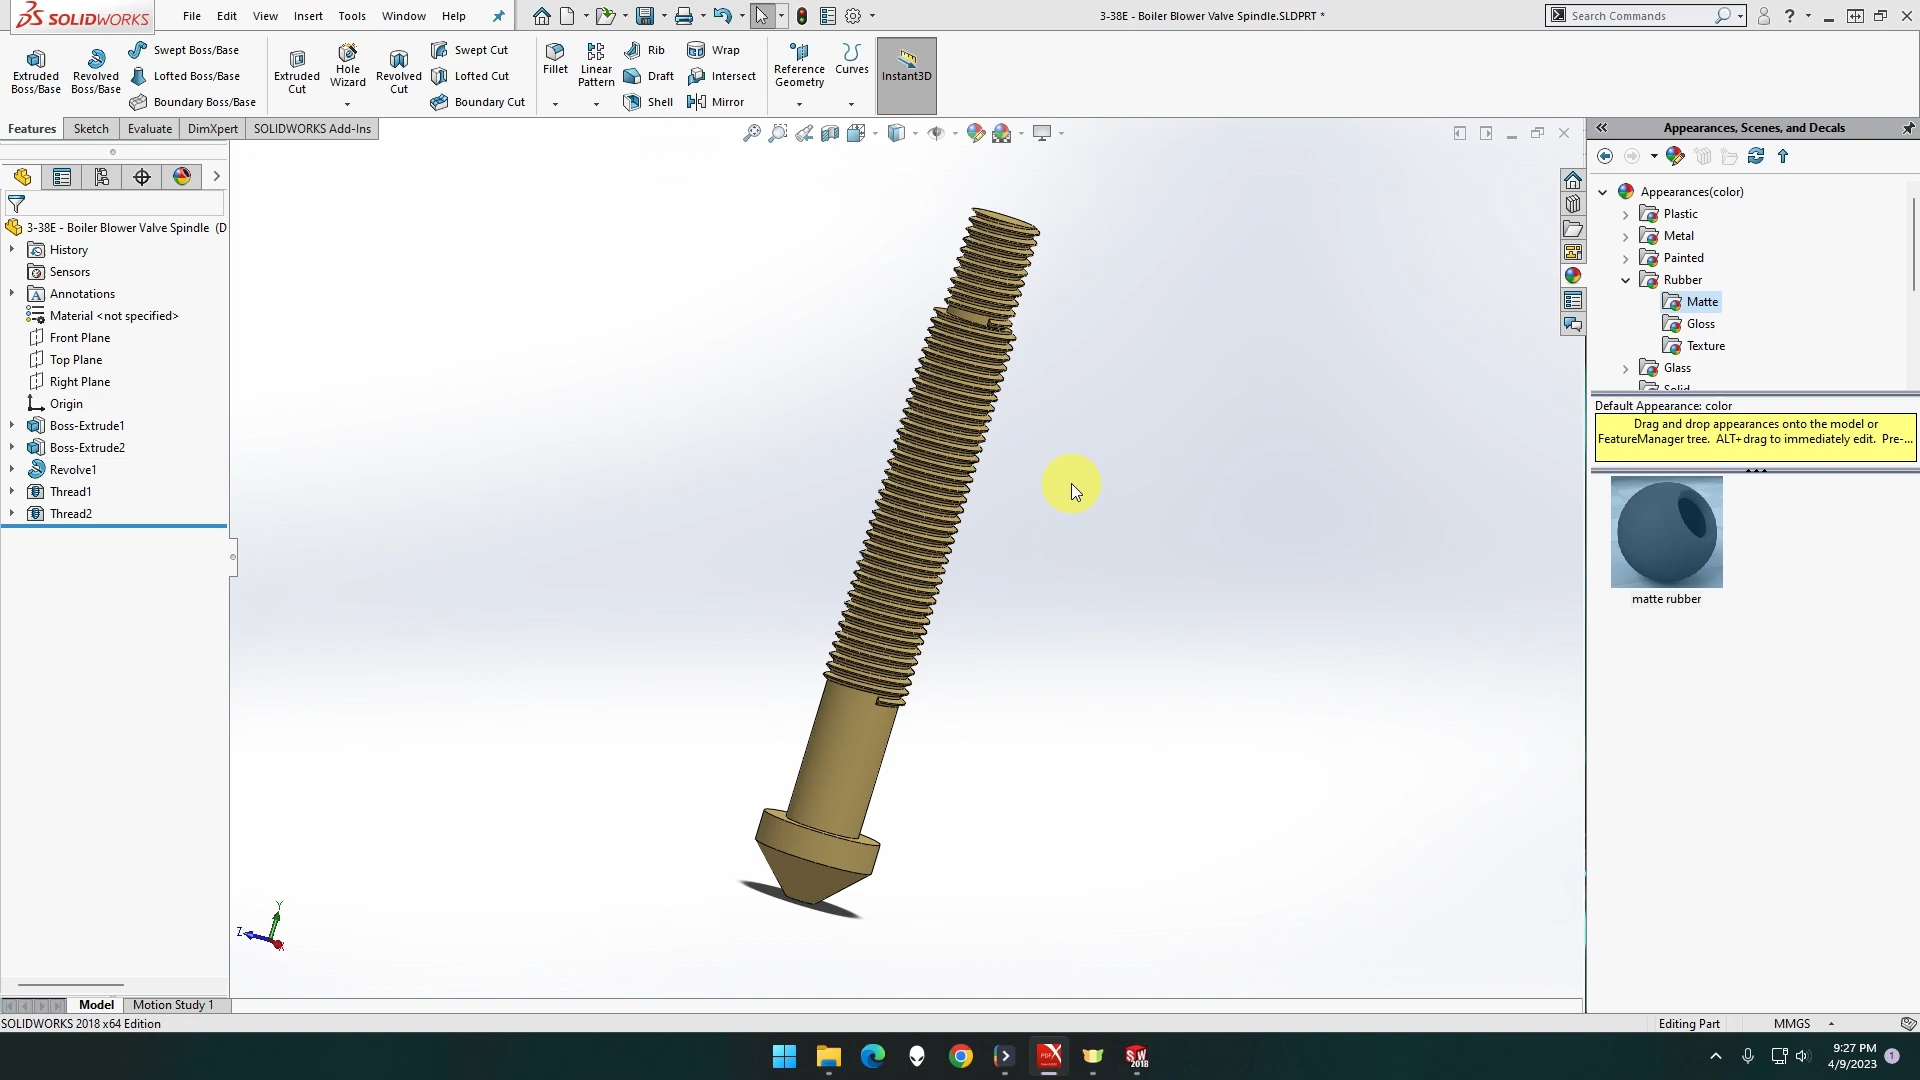 SOLIDWORKS File Edit View Insert Tools Window Help 3-38E - Boiler Blower Valve Spindle.SLDPRT * Search Commands
Extruded Boss/Base
Revolved Boss/Base
Swept Boss/Base
Lofted Boss/Base
Boundary Boss/Base
Extruded Cut
Hole Wizard
Revolved Cut
Swept Cut
Lofted Cut
Boundary Cut
Fillet
Linear Pattern
Rib
Draft
Shell
Wrap
Intersect
Mirror
Reference Geometry
Curves
Instant3D
Features Sketch Evaluate DimXpert SOLIDWORKS Add-Ins
3-38E - Boiler Blower Valve Spindle (D
History
Sensors
Annotations
Material <not specified>
Front Plane
Top Plane
Right Plane
Origin
Boss-Extrude1
Boss-Extrude2
Revolve1
Thread1
Thread2
Y
Z
X
Appearances, Scenes, and Decals
Appearances(color)
Plastic
Metal
Painted
Rubber
Matte
Gloss
Texture
Glass
Solid
Default Appearance: color
Drag and drop appearances onto the model or
FeatureManager tree. ALT+drag to immediately edit. Pre-...
matte rubber
Model Motion Study 1
SOLIDWORKS 2018 x64 Edition Editing Part MMGS
PDF
SW
2018
9:27 PM
4/9/2023
1